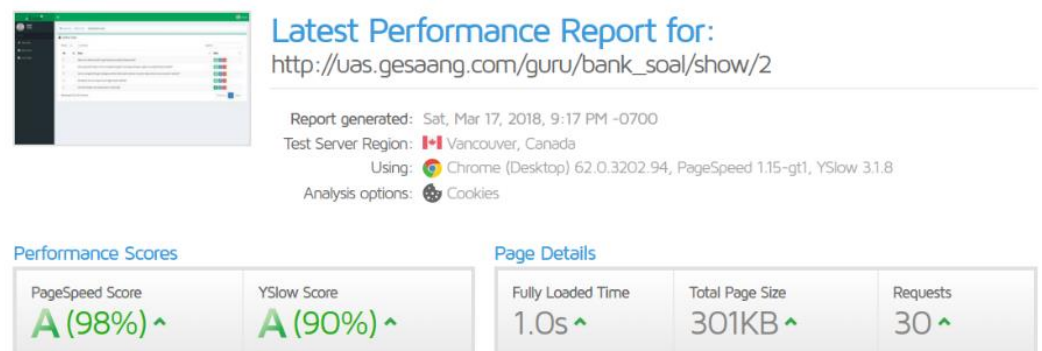 Latest Performance Report for:
http://uas.gesaang.com/guru/bank_soal/show/2
Report generated: Sat, Mar 17, 2018, 9:17 PM -0700
Test Server Region: Vancouver, Canada
Using: Chrome (Desktop) 62.0.3202.94, PageSpeed 1.15-gt1, YSlow 3.1.8
Analysis options: Cookies
Performance Scores
PageSpeed Score
A (98%)
YSlow Score
A (90%)
Page Details
Fully Loaded Time
1.0s
Total Page Size
301KB
Requests
30